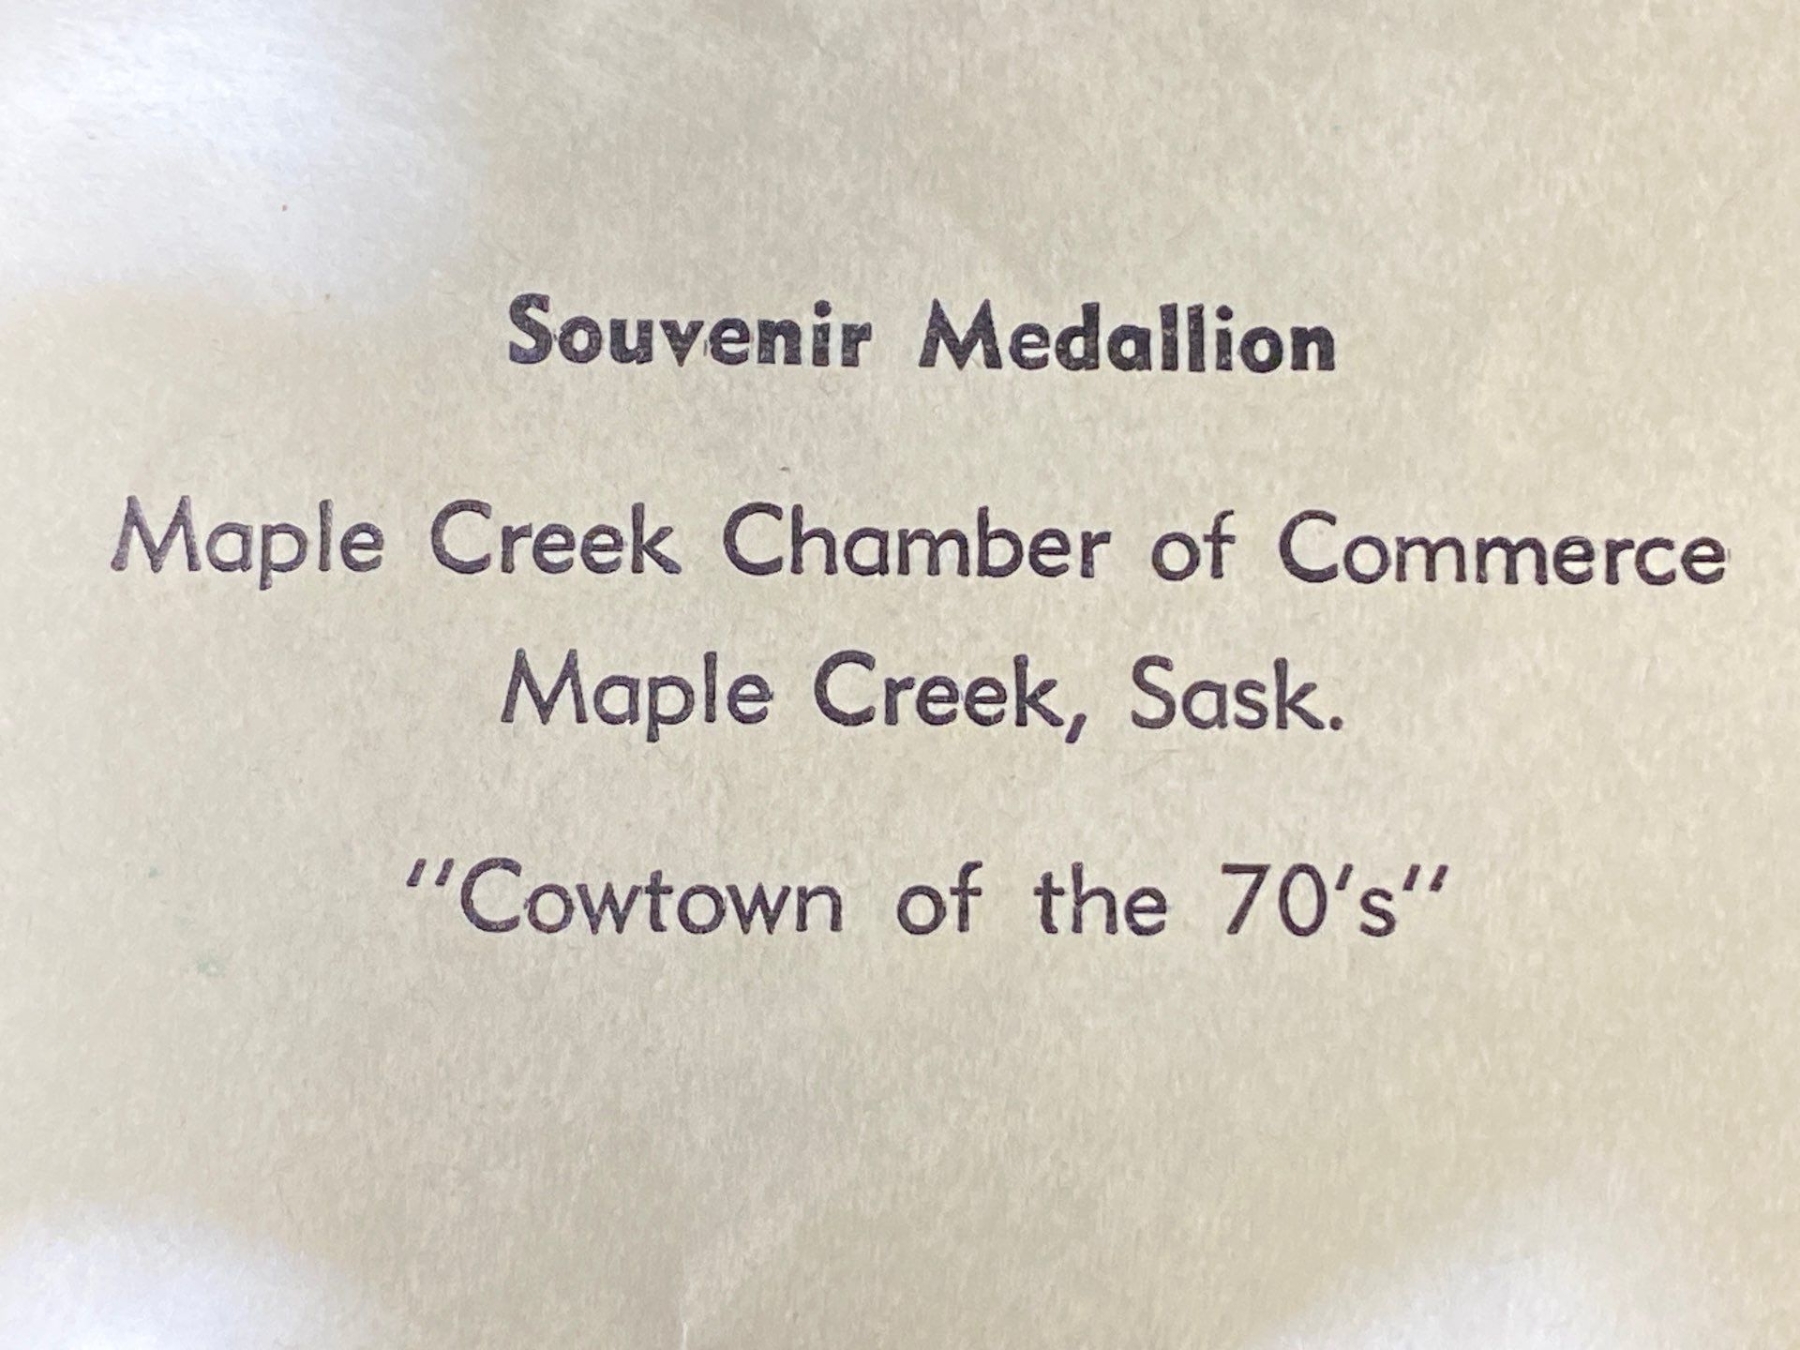 Souvenir Medallion
Maple Creek Chamber of Commerce
Maple Creek, Sask.
"Cowtown of the 70's"